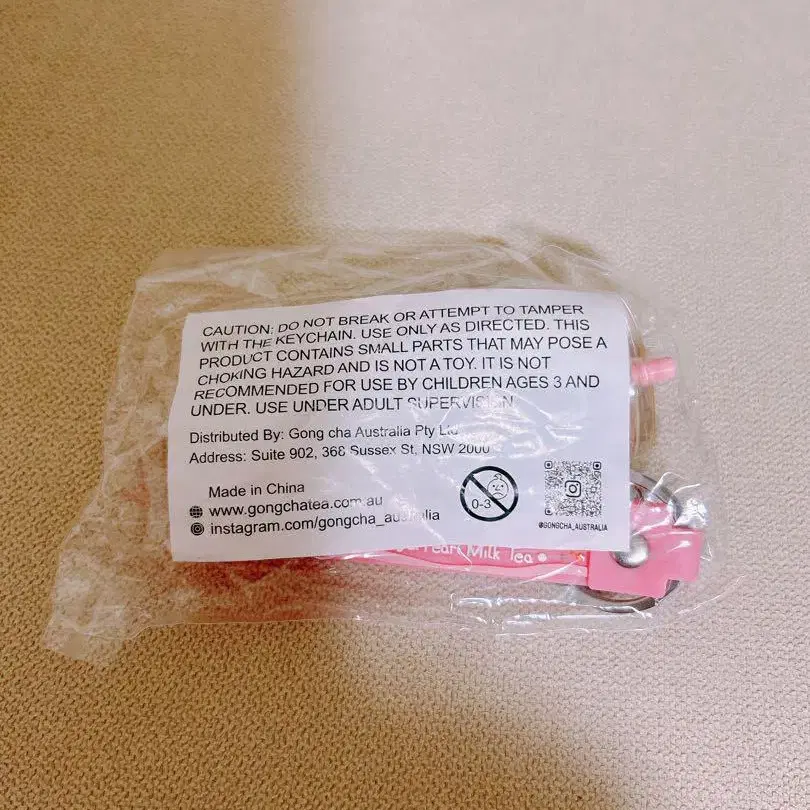 CAUTION: DO NOT BREAK OR ATTEMPT TO TAMPER
WITH THE KEYCHAIN. USE ONLY AS DIRECTED. THIS
PRODUCT CONTAINS SMALL PARTS THAT MAY POSE A
CHOKING HAZARD AND IS NOT A TOY. IT IS NOT
RECOMMENDED FOR USE BY CHILDREN AGES 3 AND
UNDER. USE UNDER ADULT SUPERVISION
Distributed By: Gong cha Australia Pty Ltd
Address: Suite 902, 368 Sussex St, NSW 2000
Made in China
www.gongchatea.com.au
instagram.com/gongcha_australia
0-3
@GONGCHA_AUSTRALIA
Pearl Milk Tea